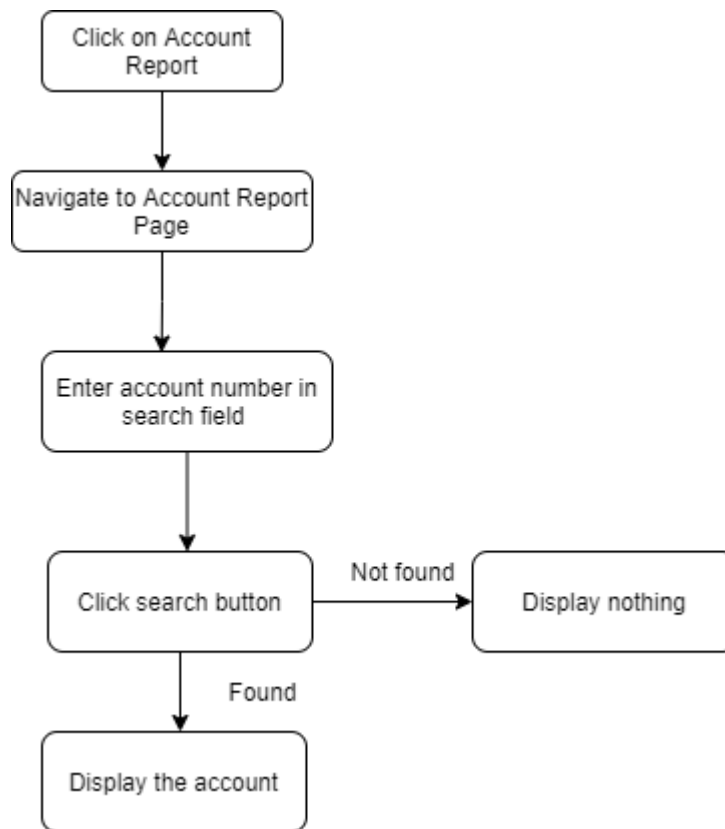 Click on Account
Report
Navigate to Account Report
Page
Enter account number in
search field
Click search button
Not found
Display nothing
Found
Display the account